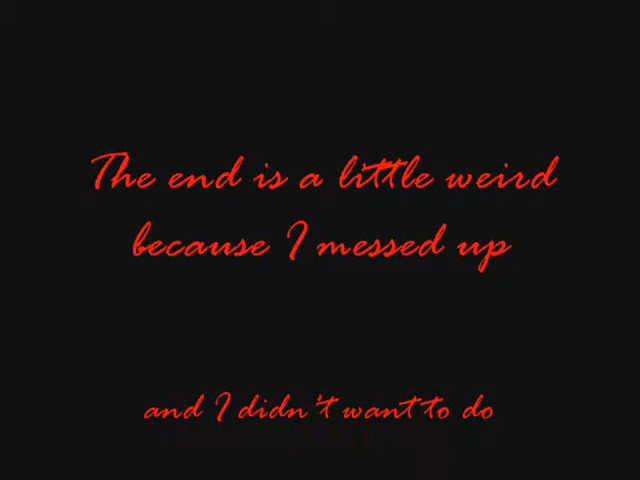 The end is a little weird
because I messed up
and I didn't want to do